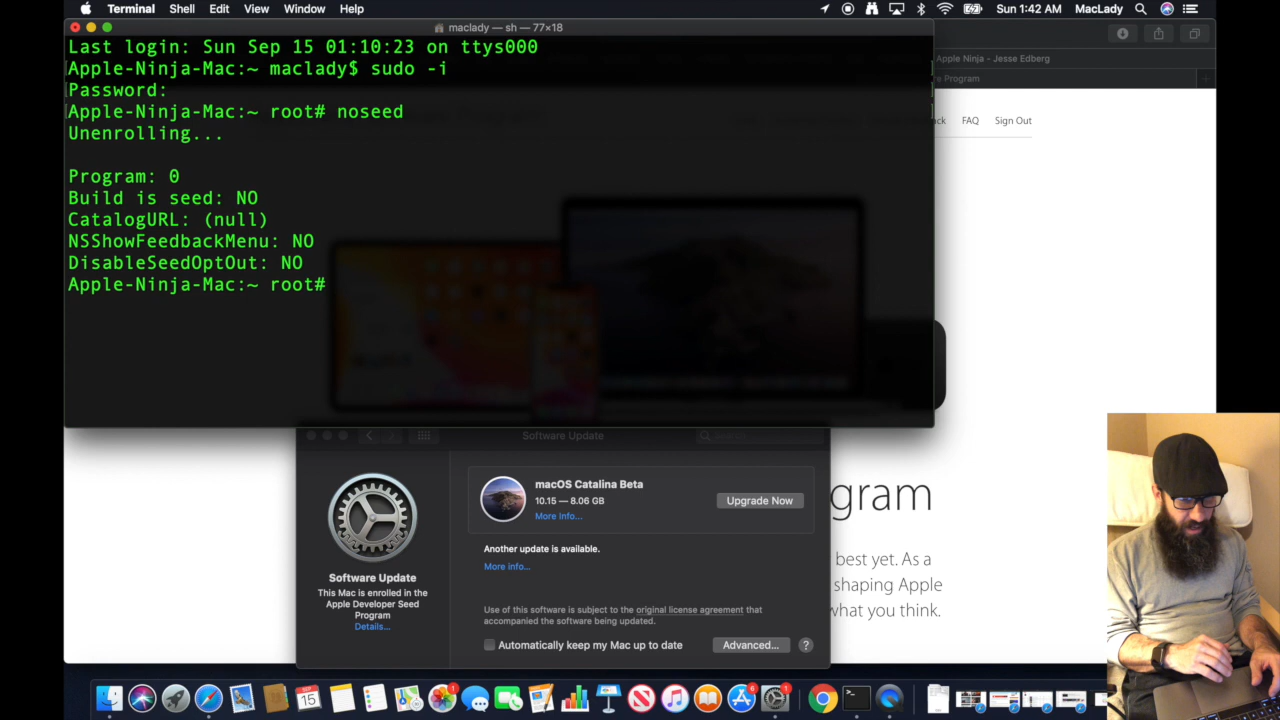 Terminal Shell Edit View Window Help
Sun 1:42 AM MacLady
maclady — sh — 77×18
Last login: Sun Sep 15 01:10:23 on ttys000
Apple-Ninja-Mac:~ maclady$ sudo -i
Password:
Apple-Ninja-Mac:~ root# noseed
Unenrolling...
Program: 0
Build is seed: NO
CatalogURL: (null)
NSShowFeedbackMenu: NO
DisableSeedOptOut: NO
Apple-Ninja-Mac:~ root#
Apple Ninja - Jesse Edberg
Program
FAQ Sign Out
Software Update
Search
macOS Catalina Beta
10.15 — 8.06 GB
More info...
Upgrade Now
Another update is available.
More info...
Software Update
This Mac is enrolled in the
Apple Developer Seed
Program
Details...
Use of this software is subject to the original license agreement that
accompanied the software being updated.
Automatically keep my Mac up to date
Advanced... ?
gram
best yet. As a
shaping Apple
what you think.
15